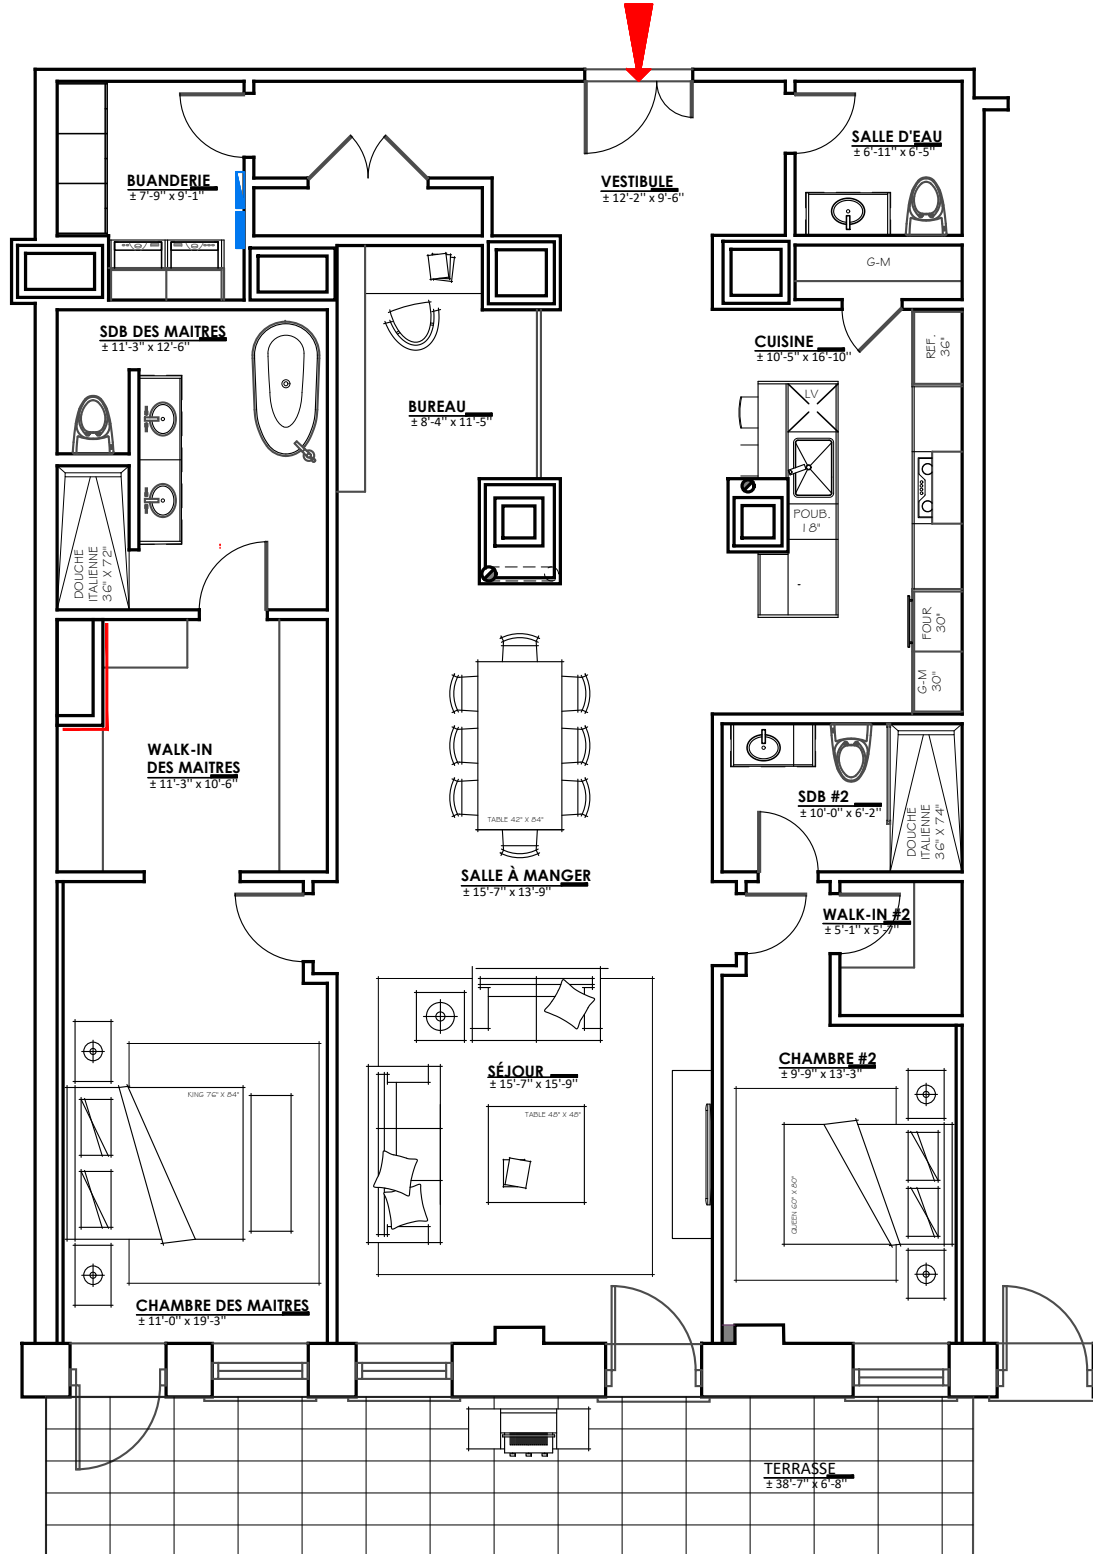 SALLE D'EAU
± 6'-11" x 6'-5"
BUANDERIE
± 7'-9" x 9'-1"
VESTIBULE
± 12'-2" x 9'-6"
G-M
SDB DES MAITRES
± 11'-3" x 12'-6"
CUISINE
± 10'-5" x 16'-10"
REF.
36"
LV
BUREAU
± 8'-4" x 11'-5"
POUB.
18"
DOUCHE
ITALIENNE
36" X 72"
FOUR
30"
G-M
30"
WALK-IN
DES MAITRES
± 11'-3" x 10'-6"
SDB #2
± 10'-0" x 6'-2"
DOUCHE
ITALIENNE
36" X 74"
TABLE 42" X 84"
SALLE À MANGER
± 15'-7" x 13'-9"
WALK-IN #2
± 5'-1" x 5'-7"
SÉJOUR
± 15'-7" x 15'-9"
CHAMBRE #2
± 9'-9" x 13'-3"
KING 76" X 84"
TABLE 48" X 48"
QUEEN 60" X 80"
CHAMBRE DES MAITRES
± 11'-0" x 19'-3"
TERRASSE
± 38'-7" x 6'-8"